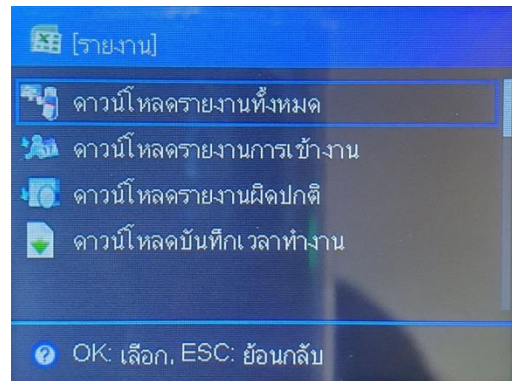 [รายงาน]
ดาวน์โหลดรายงานทั้งหมด
ดาวน์โหลดรายงานการเข้างาน
ดาวน์โหลดรายงานผิดปกติ
ดาวน์โหลดบันทึกเวลาทำงาน
OK: เลือก, ESC: ย้อนกลับ